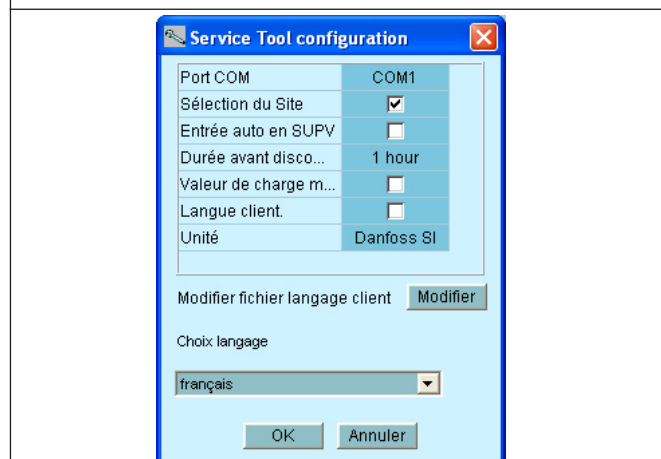 Service Tool configuration
Port COM COM1
Sélection du Site
Entrée auto en SUPV
Durée avant disco... 1 hour
Valeur de charge m...
Langue client.
Unité Danfoss SI
Modifier fichier langage client Modifier
Choix langage
français
OK Annuler